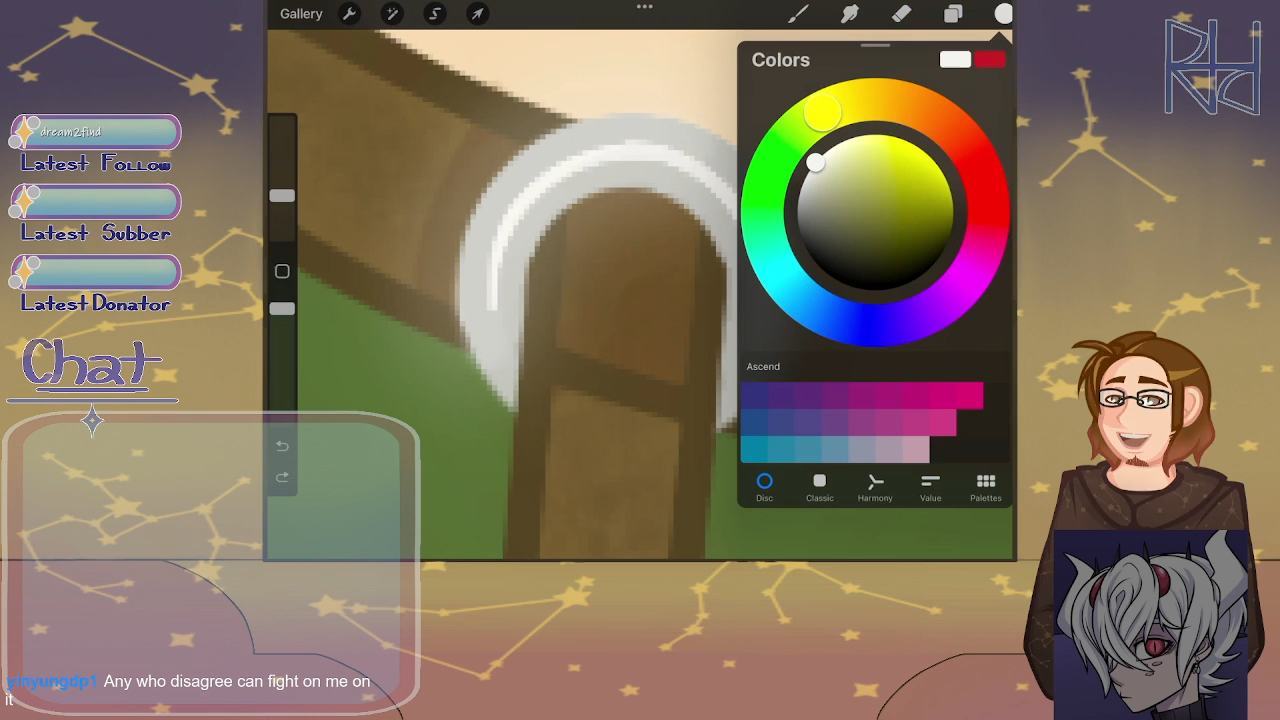 Gallery
Colors
dream2find
Latest Follow
Latest Subber
Latest Donator
Chat
Ascend
Disc
Classic
Harmony
Value
Palettes
yinyungdp1 Any who disagree can fight on me on
it